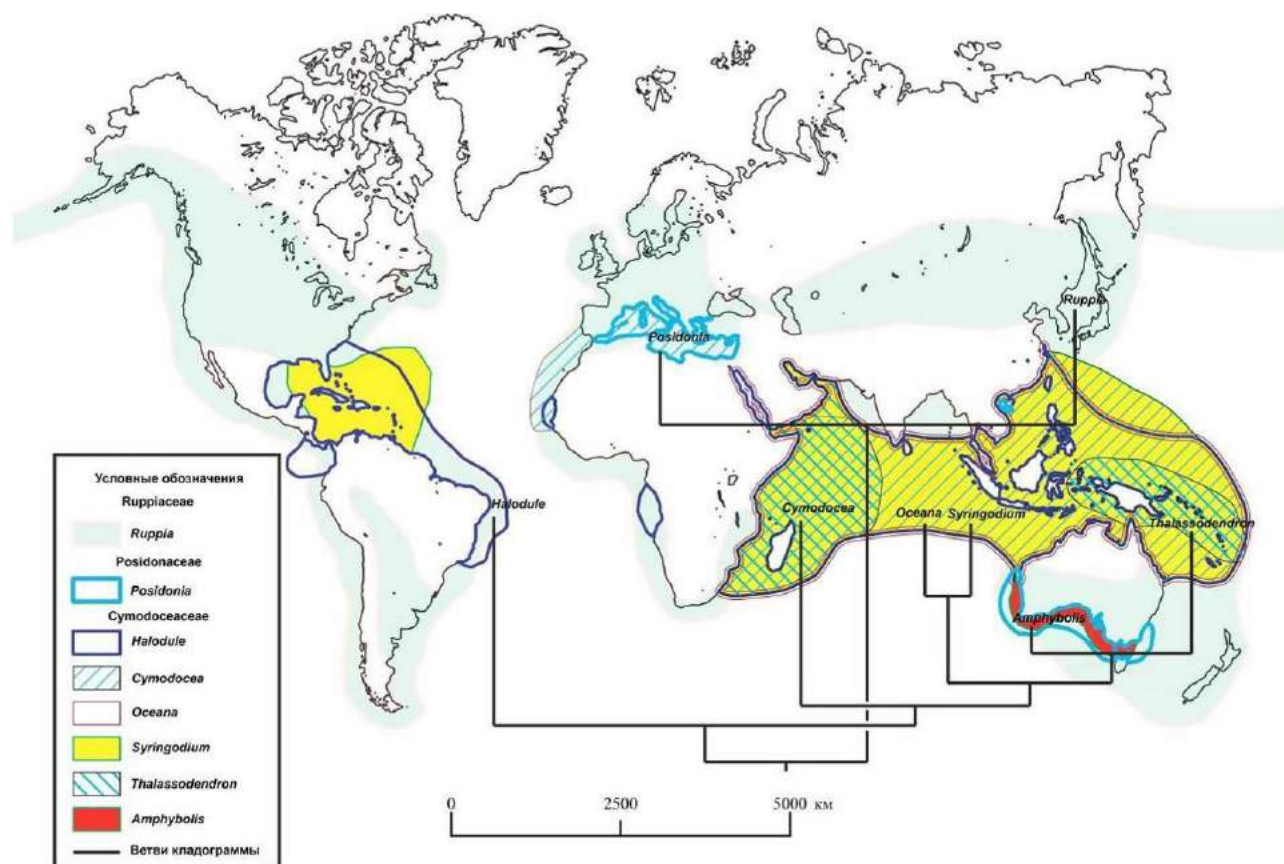 Ruppia
Posidonia
Halodule
Cymodocea
Oceana
Syringodium
Thalassodendron
Amphybolis
Условные обозначения
Ruppiaceae
Ruppia
Posidonaceae
Posidonia
Cymodoceaceae
Halodule
Cymodocea
Oceana
Syringodium
Thalassodendron
Amphybolis
Ветви кладограммы
0 2500 5000 км